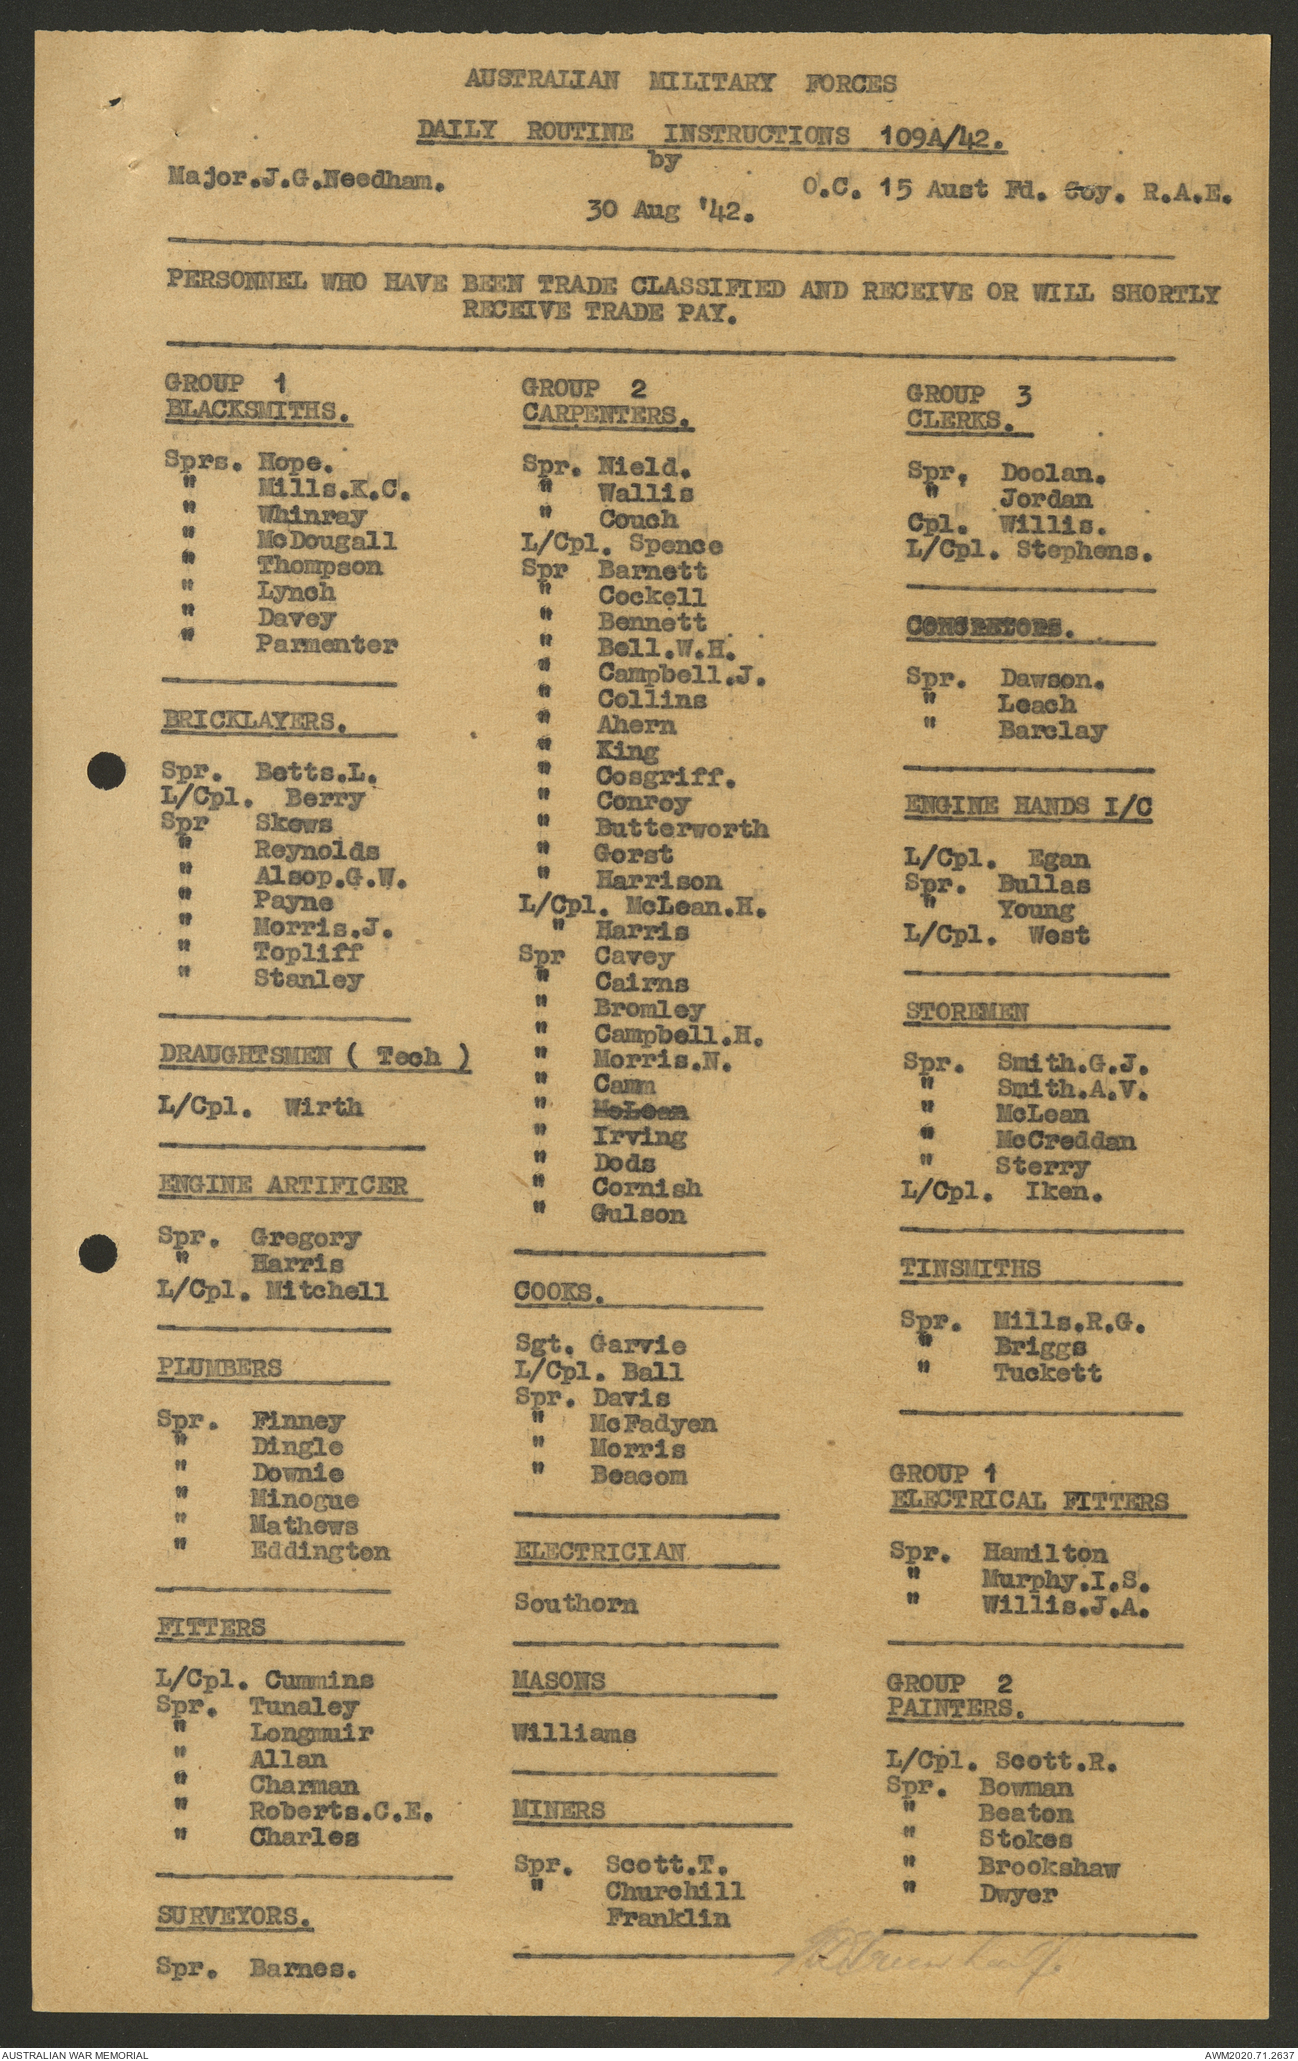 AUSTRALIAN MILITARY FORCES
DAILY ROUTINE INSTRUCTIONS 109A/42.
by
Major.J.G.Needham.
O.C. 15 Aust Fd. Coy. R.A.E.
30 Aug '42.
PERSONNEL WHO HAVE BEEN TRADE CLASSIFIED AND RECEIVE OR WILL SHORTLY
RECEIVE TRADE PAY.
GROUP 1
BLACKSMITHS.
Sprs. Hope.
" Mills.K.C.
" Whinray
" McDougall
" Thompson
" Lynch
" Davey
" Parmenter
BRICKLAYERS.
Spr. Betts.L.
L/Cpl. Berry
Spr Skews
" Reynolds
" Alsop.G.W.
" Payne
" Morris.J.
" Topliff
" Stanley
DRAUGHTSMEN ( Tech )
L/Cpl. Wirth
ENGINE ARTIFICER
Spr. Gregory
" Harris
L/Cpl. Mitchell
PLUMBERS
Spr. Finney
" Dingle
" Downie
" Minogue
" Mathews
" Eddington
FITTERS
L/Cpl. Cummins
Spr. Tunaley
" Longmuir
" Allan
" Charman
" Roberts.C.E.
" Charles
SURVEYORS.
Spr. Barnes.
GROUP 2
CARPENTERS.
Spr. Nield.
" Wallis
" Couch
L/Cpl. Spence
Spr Barnett
" Cockell
" Bennett
" Bell.W.H.
" Campbell.J.
" Collins
" Ahern
" King
" Cosgriff.
" Conroy
" Butterworth
" Gorst
" Harrison
L/Cpl. McLean.H.
" Harris
Spr Cavey
" Cairns
" Bromley
" Campbell.H.
" Morris.N.
" Camm
" McLean
" Irving
" Dods
" Cornish
" Gulson
COOKS.
Sgt. Garvie
L/Cpl. Ball
Spr. Davis
" McFadyen
" Morris
" Beacom
ELECTRICIAN
Southorn
MASONS
Williams
MINERS
Spr. Scott.T.
" Churchill
Franklin
GROUP 3
CLERKS.
Spr. Doolan.
" Jordan
Cpl. Willis.
L/Cpl. Stephens.
CONCRETORS.
Spr. Dawson.
" Leach
" Barclay
ENGINE HANDS I/C
L/Cpl. Egan
Spr. Bullas
" Young
L/Cpl. West
STOREMEN
Spr. Smith.G.J.
" Smith.A.V.
" McLean
" McCreddan
" Sterry
L/Cpl. Iken.
TINSMITHS
Spr. Mills.R.G.
" Briggs
" Tuckett
GROUP 1
ELECTRICAL FITTERS
Spr. Hamilton
" Murphy.I.S.
" Willis.J.A.
GROUP 2
PAINTERS.
L/Cpl. Scott.R.
Spr. Bowman
" Beaton
" Stokes
" Brookshaw
" Dwyer
AUSTRALIAN WAR MEMORIAL
AWM2020.71.2637